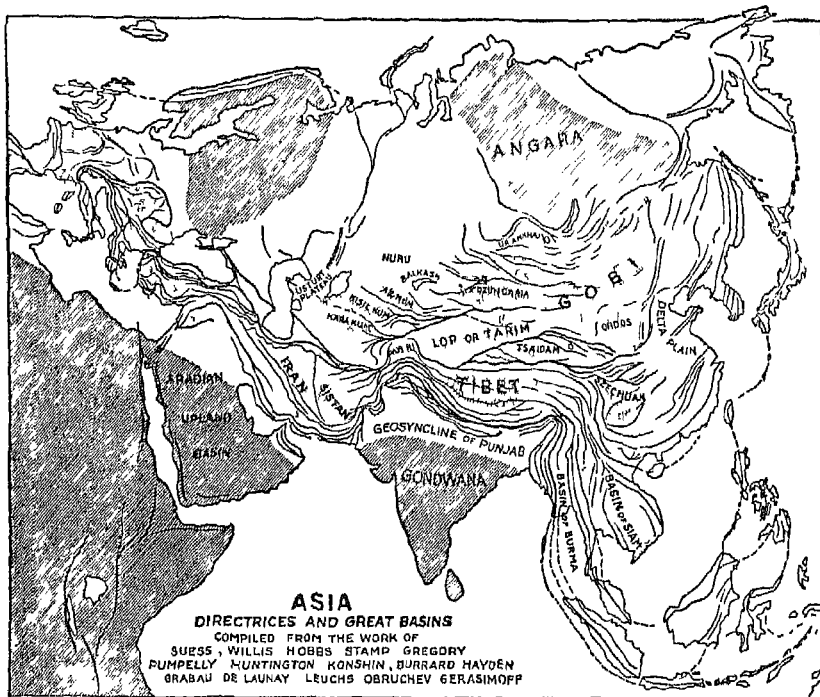 ANGARA
NURU
BALKASH
DZUNGARIA
GOBI
USTURT
PLATEAU
KISIL KUM
KARA KUM
LOP OR TARIM
ORDOS
DELTA
PLAIN
TSAIDAM
IRAN
SISTAN
TIBET
SZECHUAN
ARABIAN
UPLAND
BASIN
GEOSYNCLINE OF PUNJAB
GONDWANA
BASIN OF BURMA
BASIN OF SIAM
ASIA
DIRECTRICES AND GREAT BASINS
COMPILED FROM THE WORK OF
SUESS, WILLIS HOBBS STAMP GREGORY
PUMPELLY HUNTINGTON KONSHIN, BURRARD HAYDEN
GRABAU DE LAUNAY LEUCHS OBRUCHEV GERASIMOFF